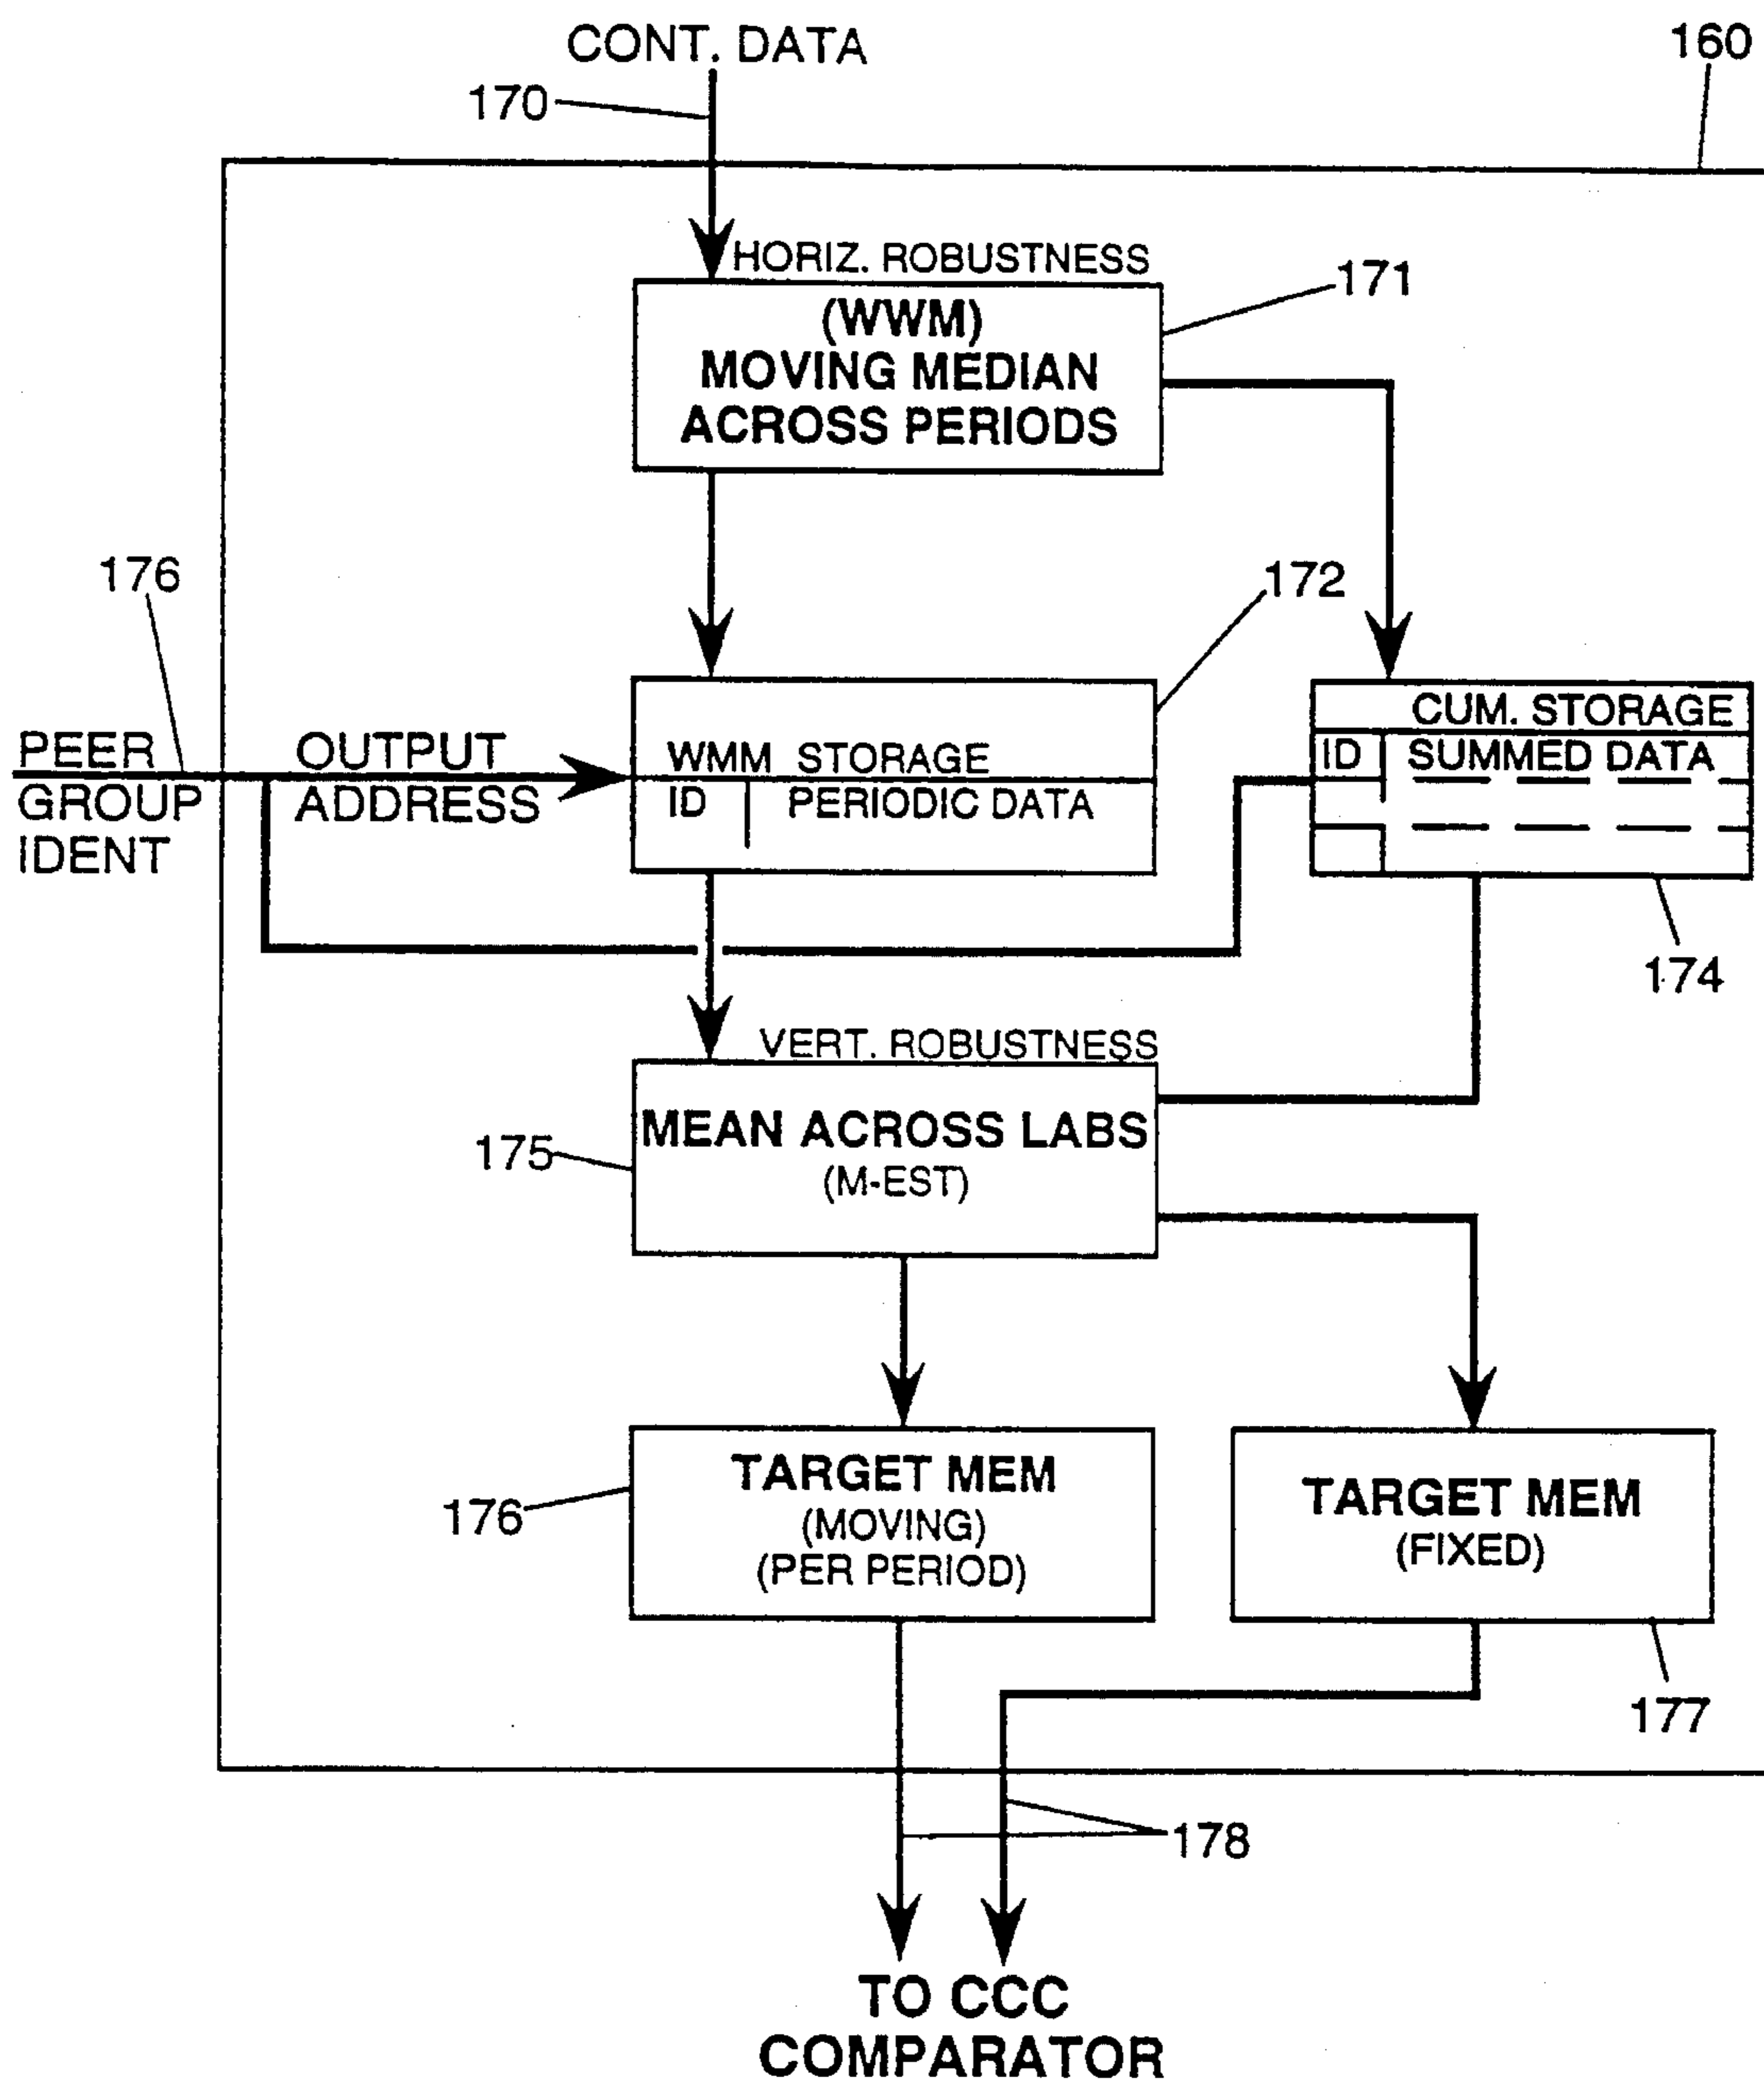 CONT. DATA
160
170
HORIZ. ROBUSTNESS
171
(WWM)
MOVING MEDIAN
ACROSS PERIODS
176
172
PEER
GROUP
IDENT
OUTPUT
ADDRESS
WMM STORAGE
ID PERIODIC DATA
CUM. STORAGE
ID SUMMED DATA
174
VERT. ROBUSTNESS
175
MEAN ACROSS LABS
(M-EST)
176
TARGET MEM
(MOVING)
(PER PERIOD)
TARGET MEM
(FIXED)
177
178
TO CCC
COMPARATOR